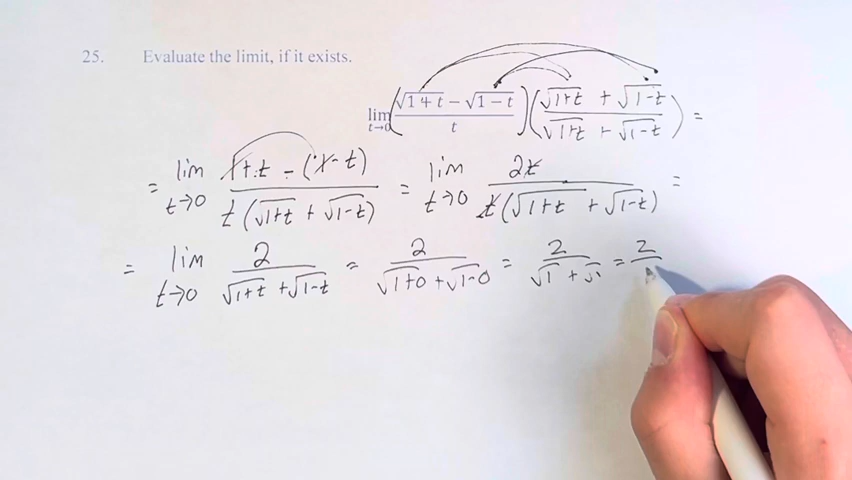 25. Evaluate the limit, if it exists.
lim t→0 ( (√(1+t) − √(1−t)) / t ) ( (√(1+t) + √(1−t)) / (√(1+t) + √(1−t)) ) =
= lim t→0 (1+t − (1−t)) / (t(√(1+t) + √(1−t))) = lim t→0 2t / (t(√(1+t) + √(1−t))) =
= lim t→0 2 / (√(1+t) + √(1−t)) = 2 / (√(1+0) + √(1−0)) = 2 / (√1 + √1) = 2 /